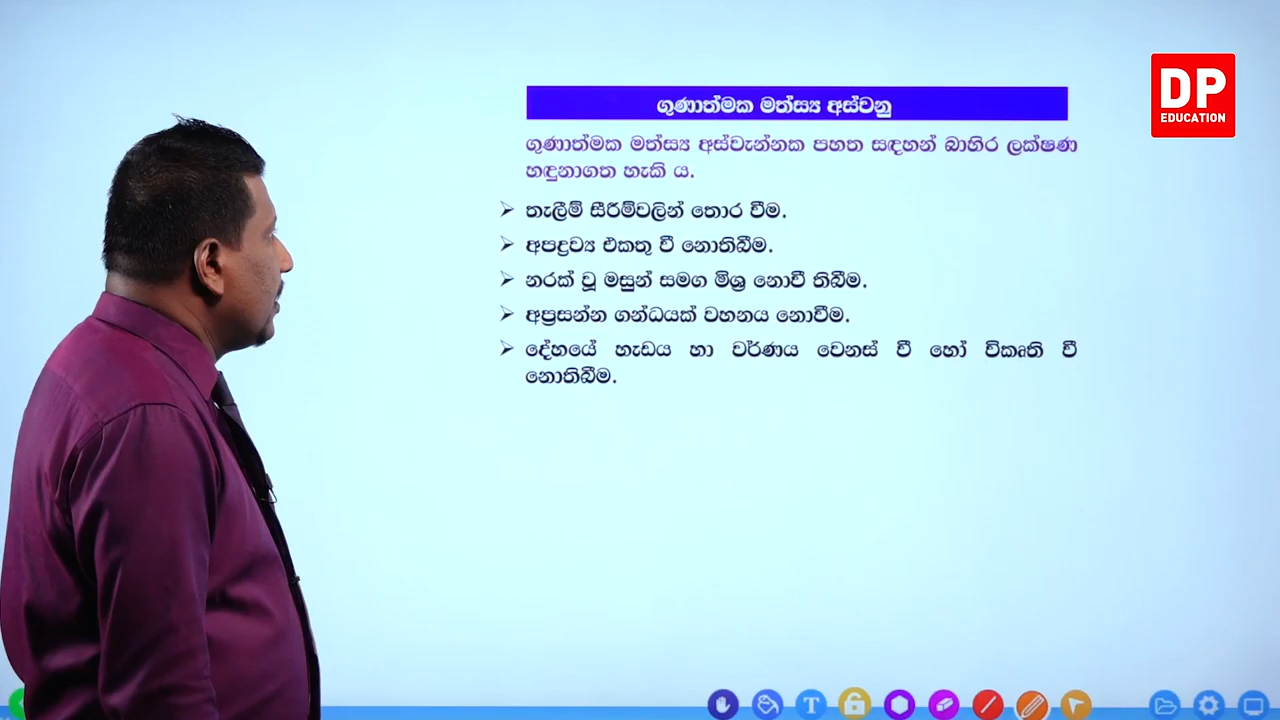 DP
EDUCATION
ගුණාත්මක මත්ස්‍ය අස්වනු
ගුණාත්මක මත්ස්‍ය අස්වැන්නක පහත සඳහන් බාහිර ලක්ෂණ
හඳුනාගත හැකි ය.
➢ තැලීම් සීරීම්වලින් තොර වීම.
➢ අපද්‍රව්‍ය එකතු වී නොතිබීම.
➢ නරක් වූ මසුන් සමග මිශ්‍ර නොවී තිබීම.
➢ අප්‍රසන්න ගන්ධයක් වහනය නොවීම.
➢ දේහයේ හැඩය හා වර්ණය වෙනස් වී හෝ විකෘති වී
නොතිබීම.
T